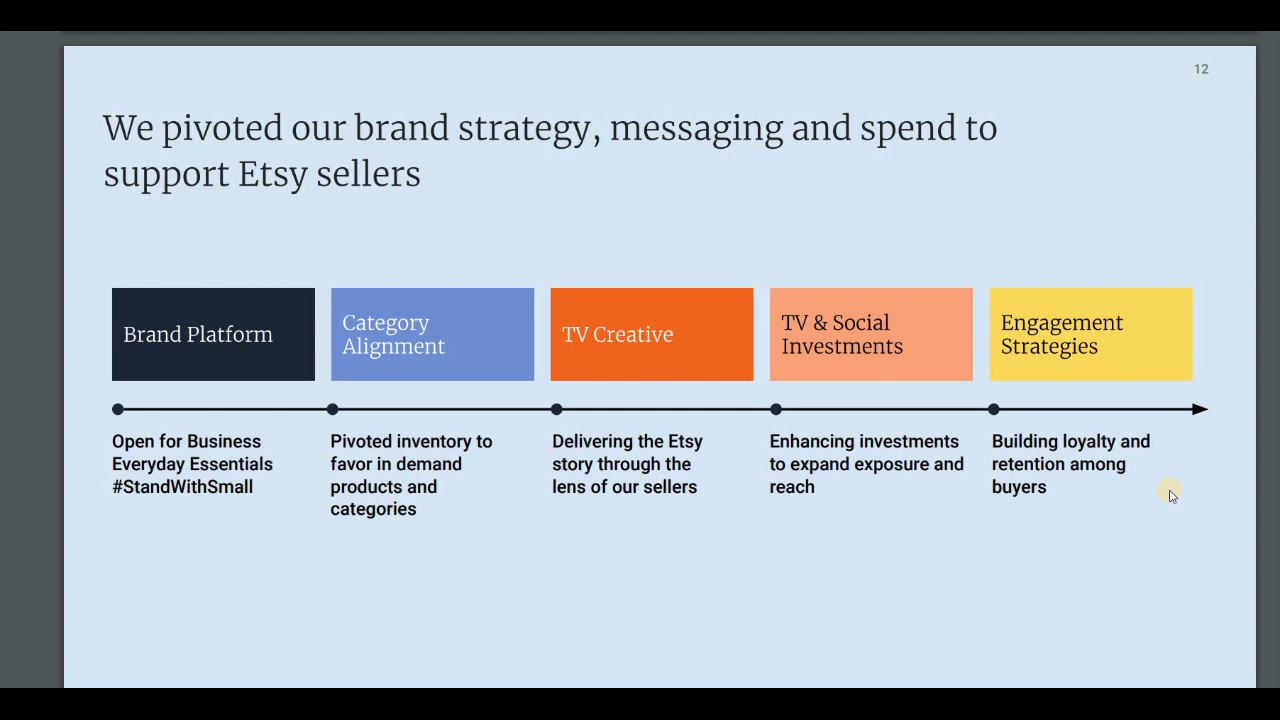 12
We pivoted our brand strategy, messaging and spend to
support Etsy sellers
Brand Platform
Category
Alignment
TV Creative
TV & Social
Investments
Engagement
Strategies
Open for Business
Everyday Essentials
#StandWithSmall
Pivoted inventory to
favor in demand
products and
categories
Delivering the Etsy
story through the
lens of our sellers
Enhancing investments
to expand exposure and
reach
Building loyalty and
retention among
buyers